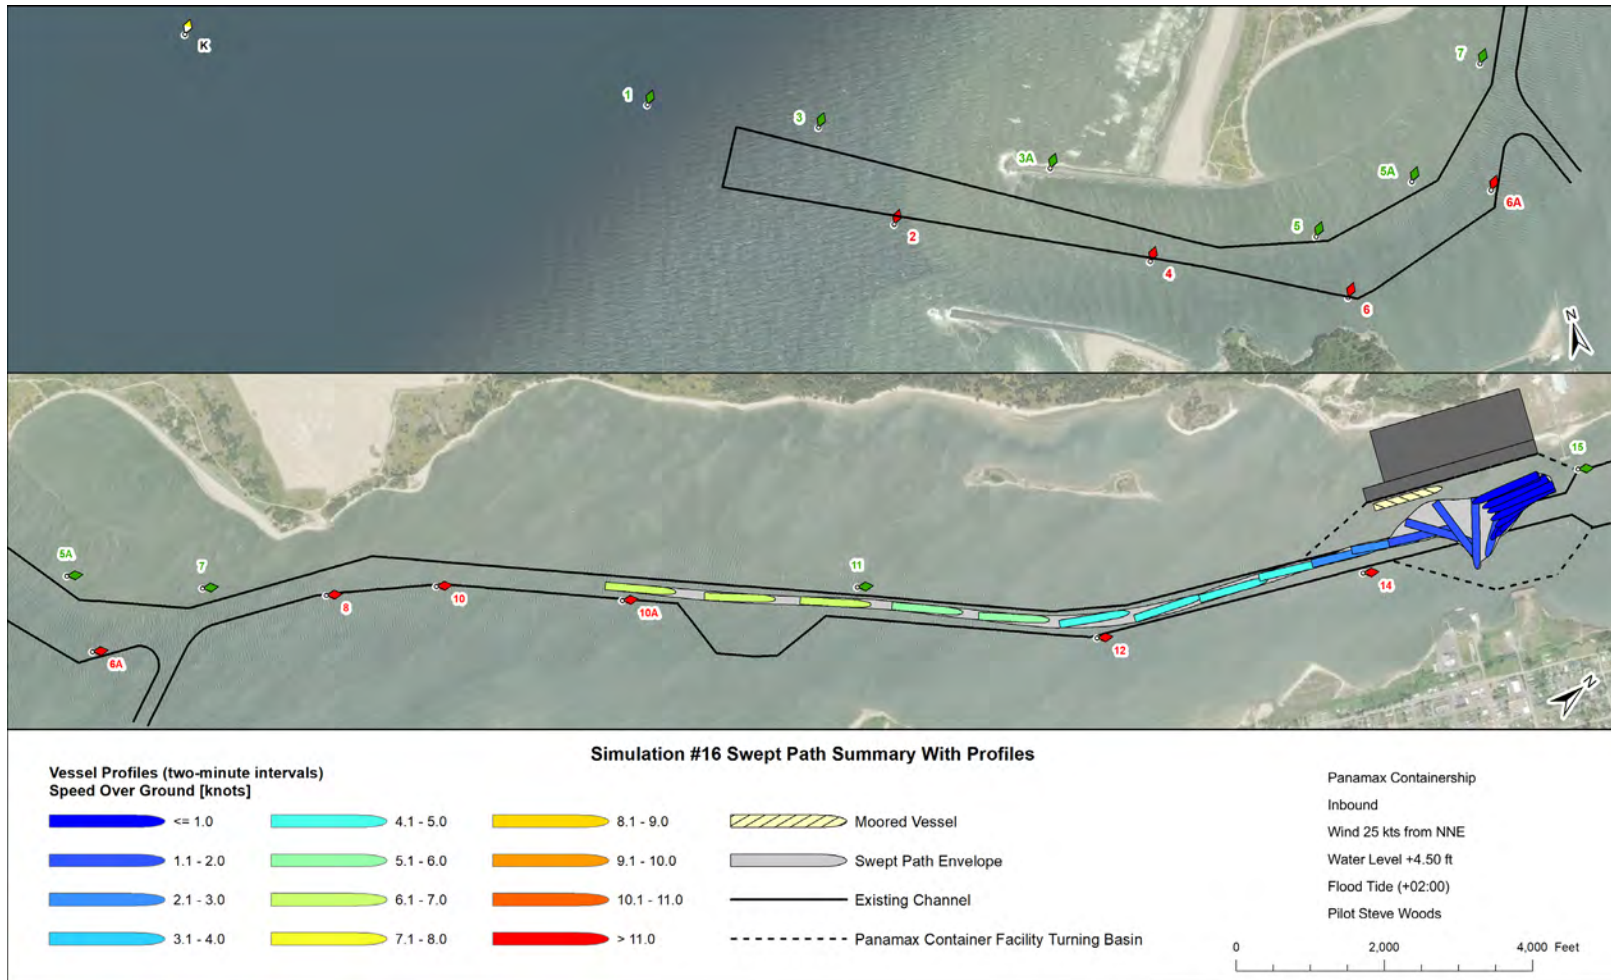 K
1
3
3A
7
5A
6A
5
2
4
6
N
15
5A
7
11
8
10
10A
14
12
6A
N
Simulation #16 Swept Path Summary With Profiles
Vessel Profiles (two-minute intervals)
Speed Over Ground [knots]
<= 1.0
1.1 - 2.0
2.1 - 3.0
3.1 - 4.0
4.1 - 5.0
5.1 - 6.0
6.1 - 7.0
7.1 - 8.0
8.1 - 9.0
9.1 - 10.0
10.1 - 11.0
> 11.0
Moored Vessel
Swept Path Envelope
Existing Channel
Panamax Container Facility Turning Basin
Panamax Containership
Inbound
Wind 25 kts from NNE
Water Level +4.50 ft
Flood Tide (+02:00)
Pilot Steve Woods
0 2,000 4,000 Feet